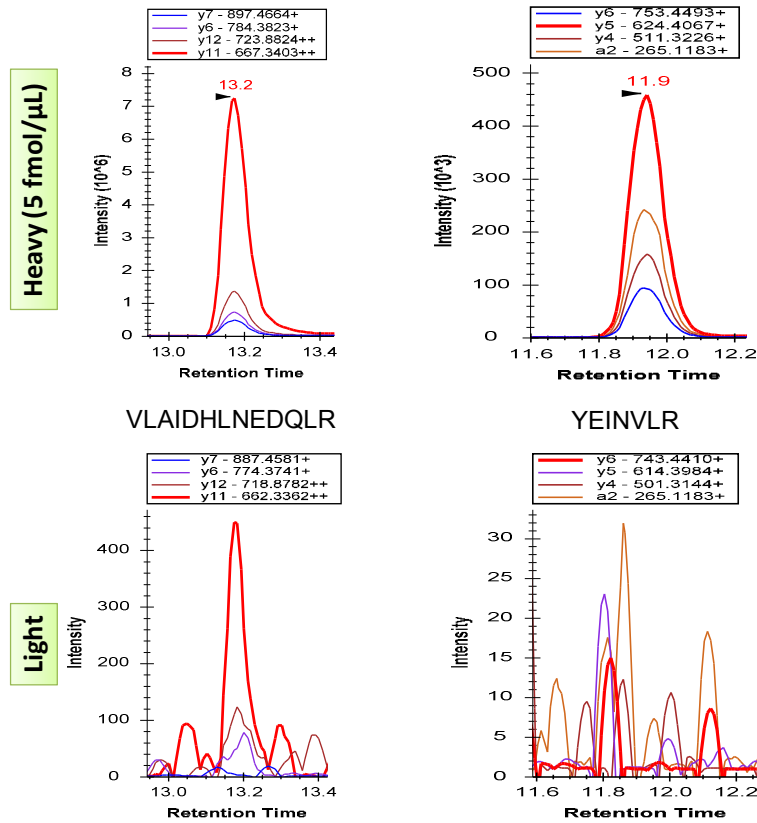 y7 - 897.4664+
y6 - 784.3823+
y12 - 723.8824++
y11 - 667.3403++
y6 - 753.4493+
y5 - 624.4067+
y4 - 511.3226+
a2 - 265.1183+
Heavy (5 fmol/µL)
Intensity (10^6)
8
7
6
5
4
3
2
1
0
13.2
13.0
13.2
13.4
Retention Time
Intensity (10^3)
500
400
300
200
100
0
11.9
11.6
11.8
12.0
12.2
Retention Time
VLAIDHLNEDQLR
YEINVLR
y7 - 887.4581+
y6 - 774.3741+
y12 - 718.8782++
y11 - 662.3362++
y6 - 743.4410+
y5 - 614.3984+
y4 - 501.3144+
a2 - 265.1183+
Light
Intensity
400
300
200
100
0
13.0
13.2
13.4
Retention Time
Intensity
30
25
20
15
10
5
0
11.6
11.8
12.0
12.2
Retention Time